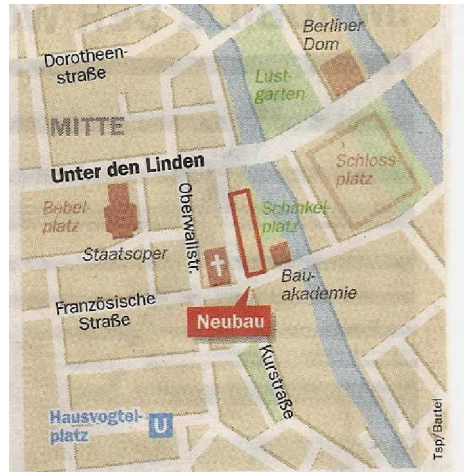 Berliner
Dom
Dorotheen-
straße
Lust-
garten
MITTE
Unter den Linden
Schloss
platz
Bebel-
platz
Oberwallstr.
Schinkel-
platz
Staatsoper
Bau-
akademie
Französische
Straße
Neubau
Kurstraße
Hausvogtei-
platz
U
Tsp/Bartel